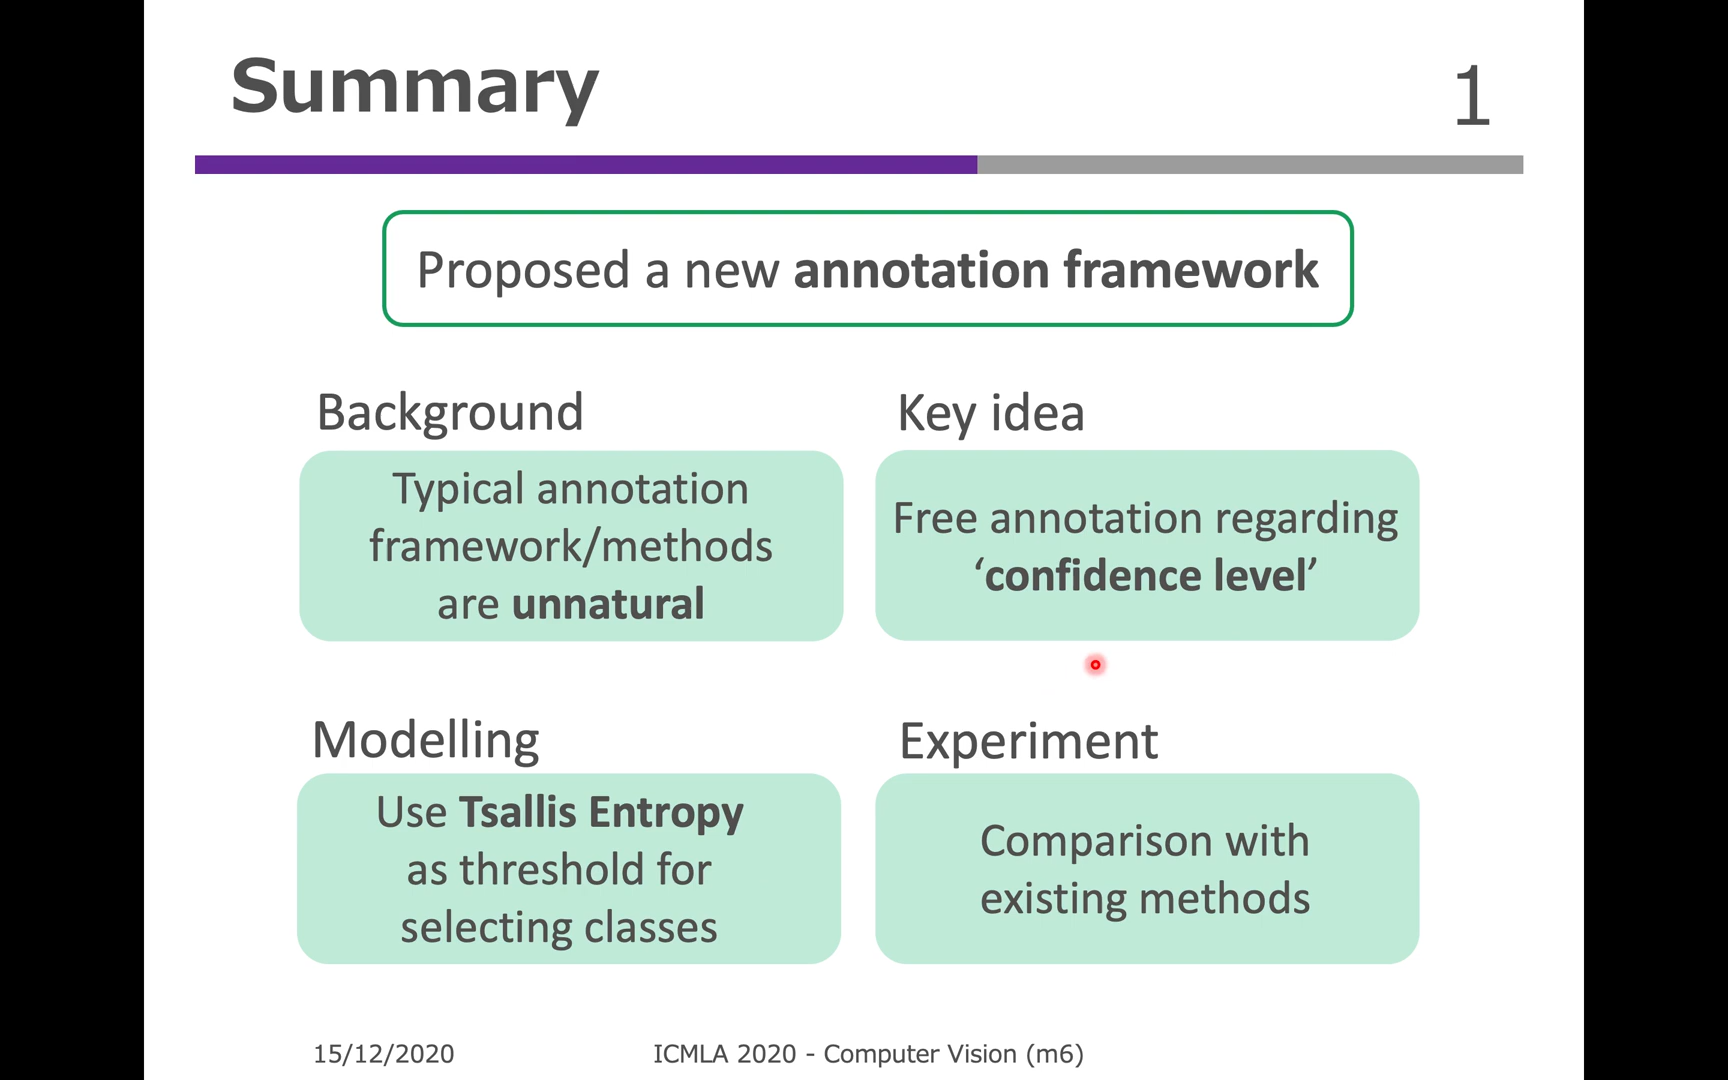 Summary
1
Proposed a new annotation framework
Background
Typical annotation
framework/methods
are unnatural
Key idea
Free annotation regarding
‘confidence level’
Modelling
Use Tsallis Entropy
as threshold for
selecting classes
Experiment
Comparison with
existing methods
15/12/2020
ICMLA 2020 - Computer Vision (m6)